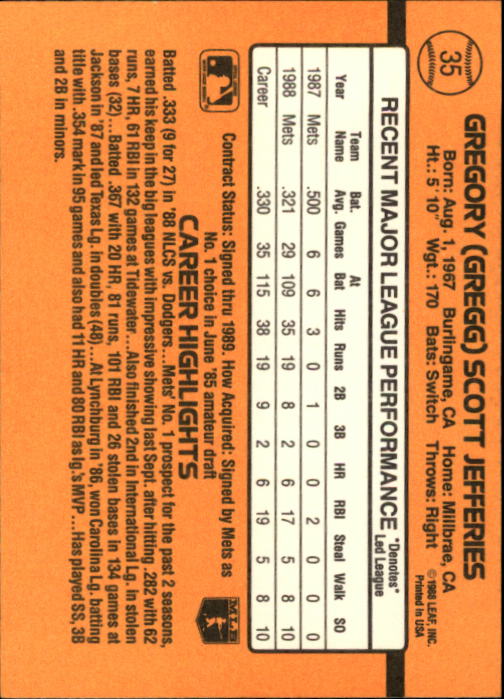 35
GREGORY (GREGG) SCOTT JEFFERIES
Born: Aug. 1, 1967 Burlingame, CA Home: Millbrae, CA
Ht.: 5' 10" Wgt.: 170 Bats: Switch Throws: Right
© 1988 LEAF, INC.
Printed in USA
RECENT MAJOR LEAGUE PERFORMANCE
*Denotes*
Led League
Year Team Name Bat. Avg. Games At Bat Hits Runs 2B 3B HR RBI Steal Walk SO
1987 Mets .500 6 6 3 0 1 0 0 2 0 0 0
1988 Mets .321 29 109 35 19 8 2 6 17 5 8 10
Career .330 35 115 38 19 9 2 6 19 5 8 10
Contract Status: Signed thru 1989. How Acquired: Signed by Mets as
No. 1 choice in June '85 amateur draft
MLB
CAREER HIGHLIGHTS
Batted .333 (9 for 27) in '88 NLCS vs. Dodgers...Mets' No. 1 prospect for the past 2 seasons,
earned his keep in the big leagues with impressive showing last Sept. after hitting .282 with 62
runs, 7 HR, 61 RBI in 132 games at Tidewater...Also finished 2nd in International Lg. in stolen
bases (32)...Batted .367 with 20 HR, 81 runs, 101 RBI and 26 stolen bases in 134 games at
Jackson in '87 and led Texas Lg. in doubles (48)...At Lynchburg in '86, won Carolina Lg. batting
title with .354 mark in 95 games and also had 11 HR and 80 RBI as lg.'s MVP...Has played SS, 3B
and 2B in minors.